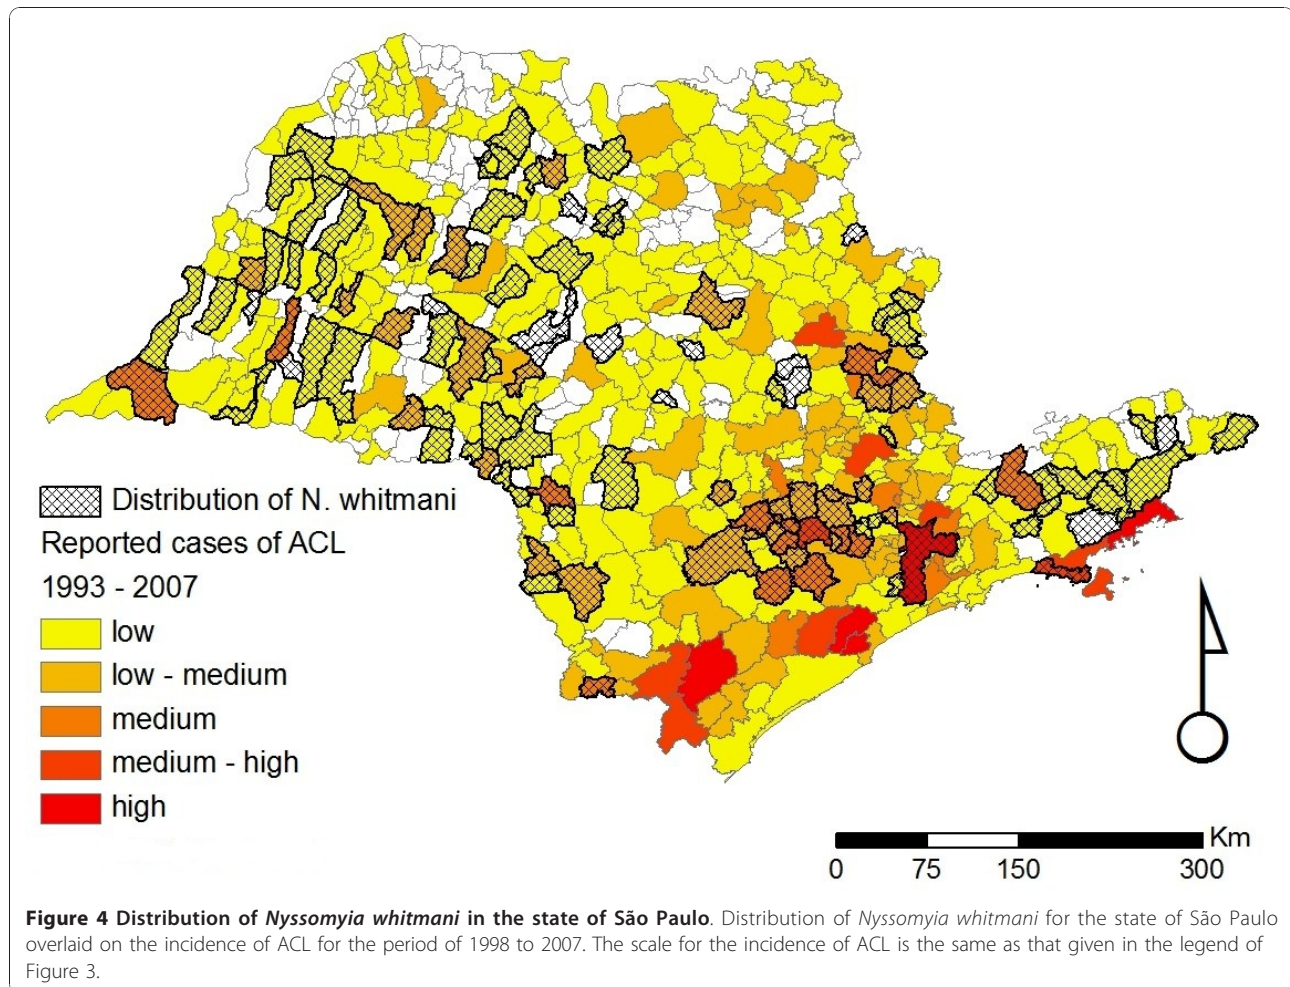 Distribution of N. whitmani
Reported cases of ACL
1993 - 2007
low
low - medium
medium
medium - high
high
Km
0 75 150 300
Figure 4 Distribution of Nyssomyia whitmani in the state of São Paulo. Distribution of Nyssomyia whitmani for the state of São Paulo
overlaid on the incidence of ACL for the period of 1998 to 2007. The scale for the incidence of ACL is the same as that given in the legend of
Figure 3.